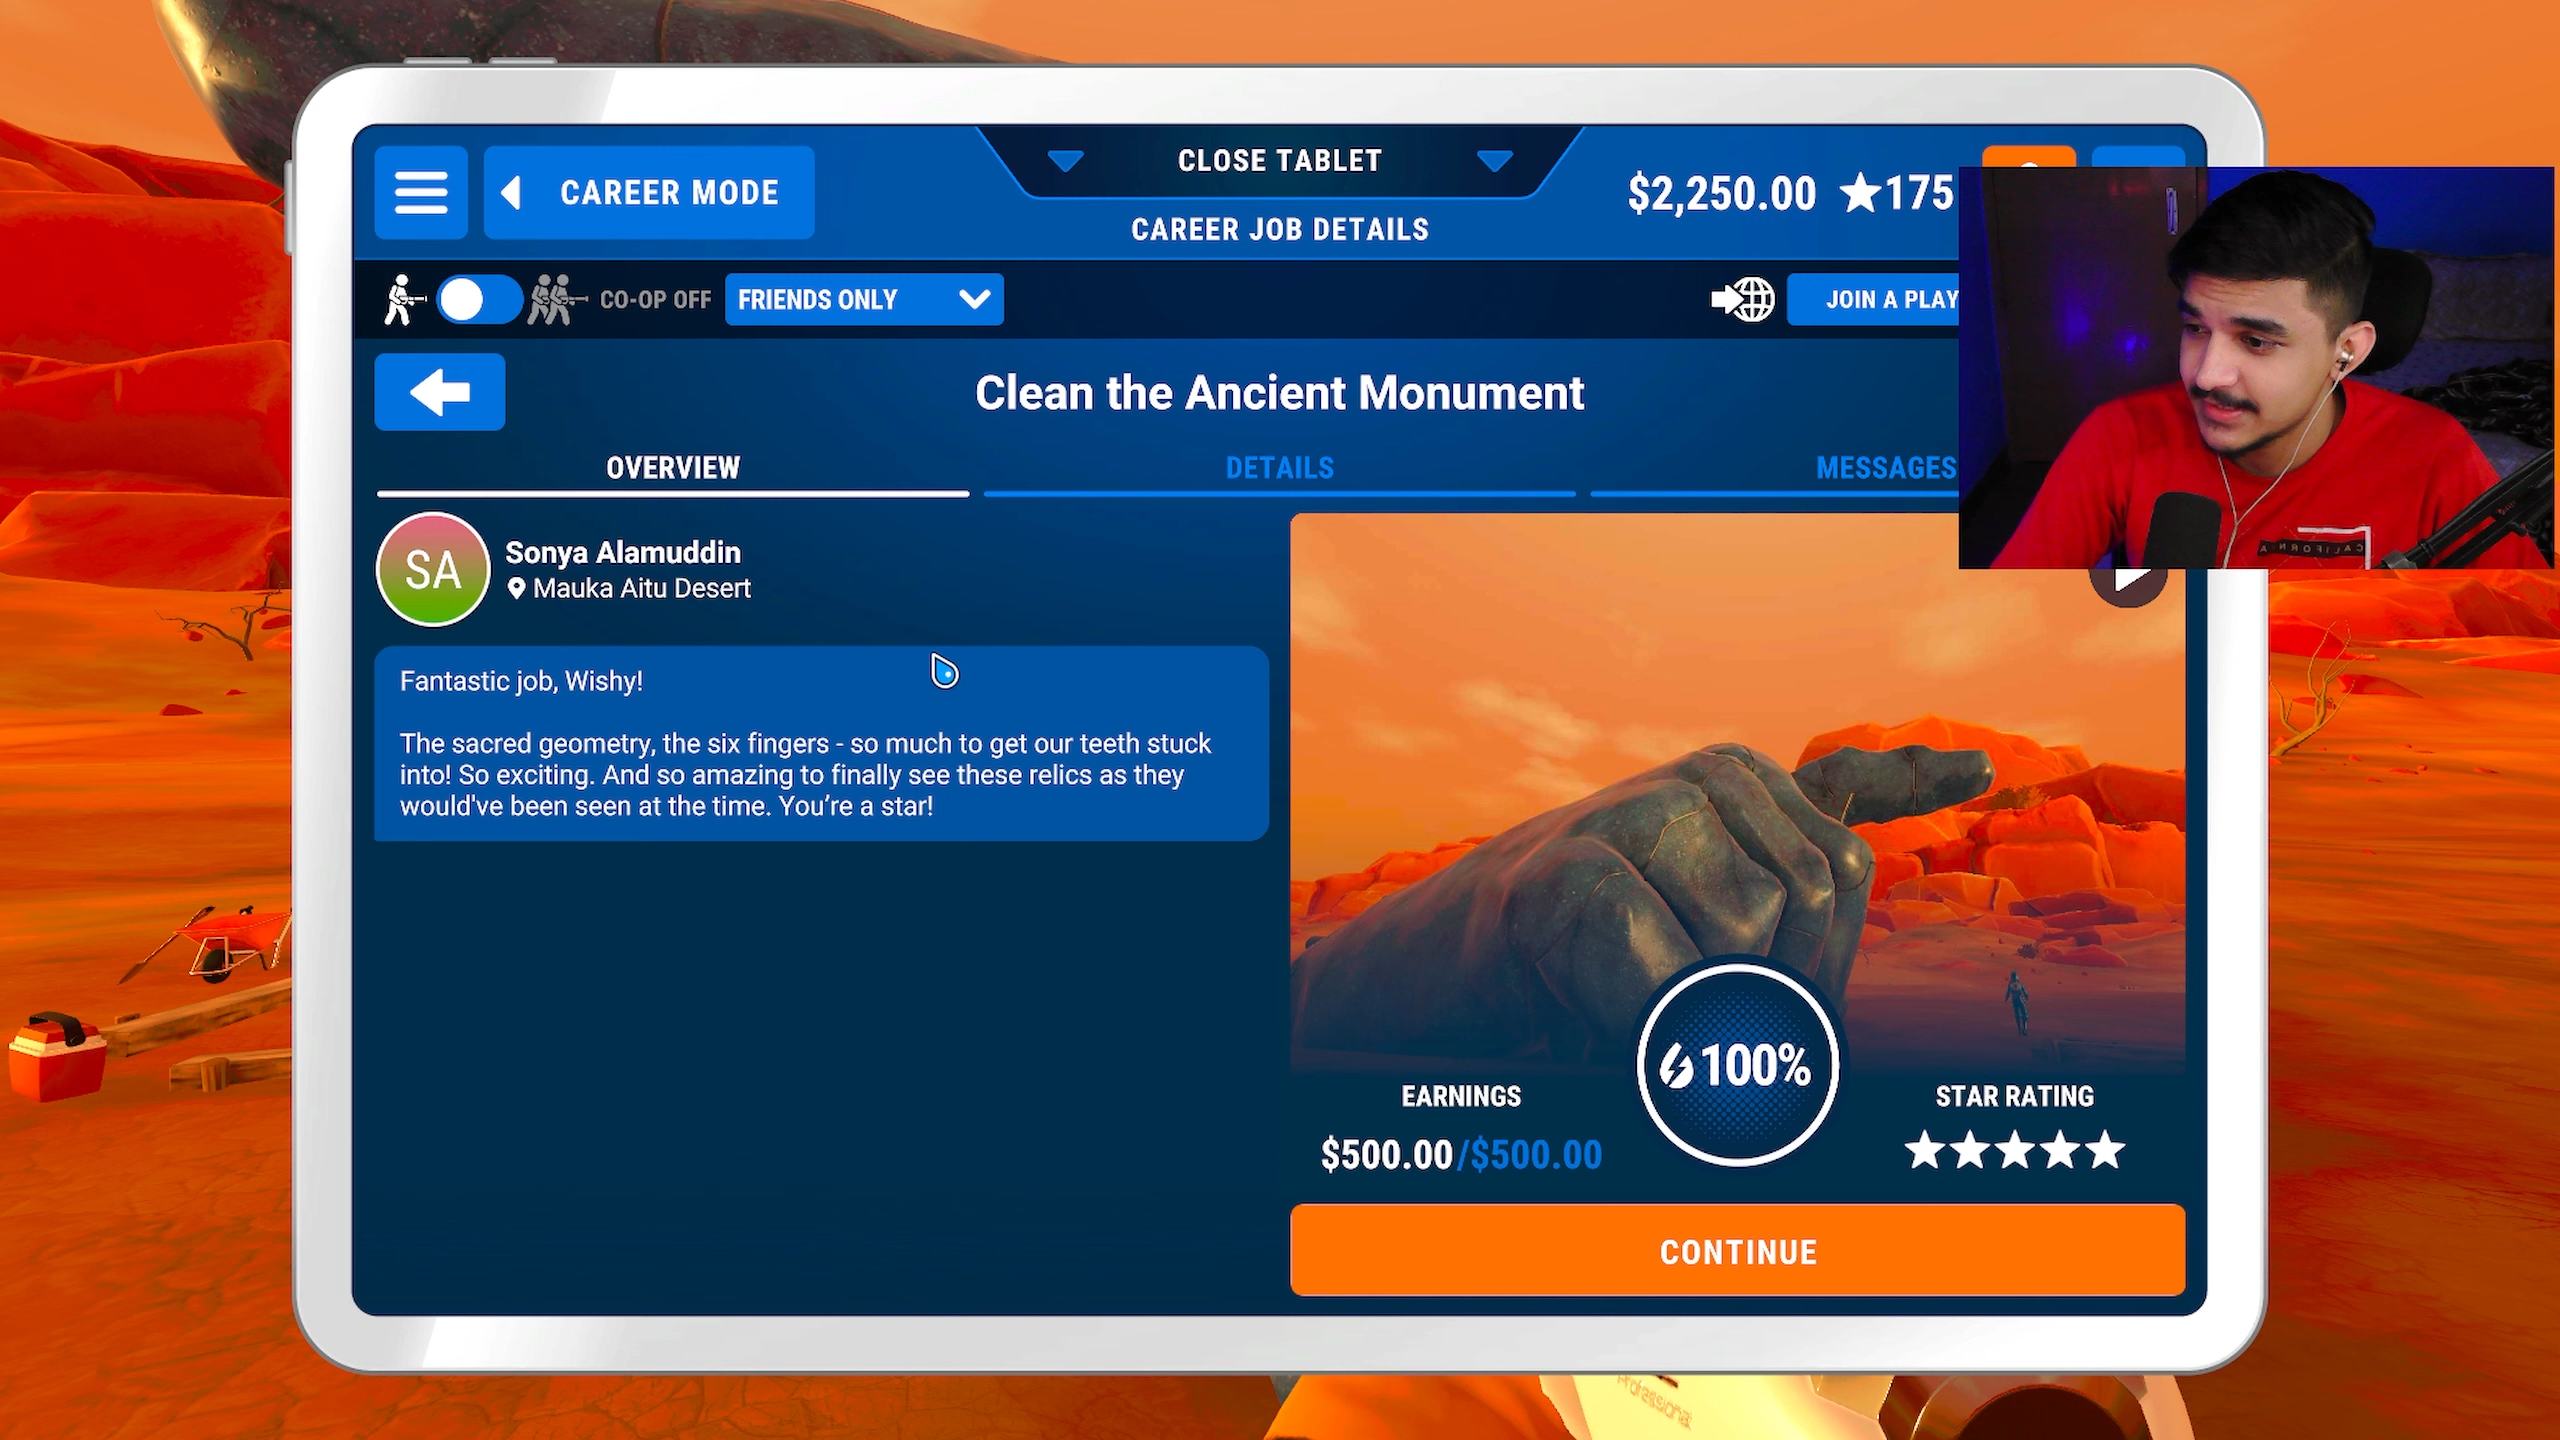 CLOSE TABLET
CAREER MODE
$2,250.00 ★175
CAREER JOB DETAILS
CO-OP OFF
FRIENDS ONLY
JOIN A PLAY
Clean the Ancient Monument
OVERVIEW
DETAILS
MESSAGES
SA
Sonya Alamuddin
Mauka Aitu Desert
Fantastic job, Wishy!
The sacred geometry, the six fingers - so much to get our teeth stuck
into! So exciting. And so amazing to finally see these relics as they
would've been seen at the time. You’re a star!
100%
EARNINGS
STAR RATING
$500.00/$500.00
CONTINUE
Professional